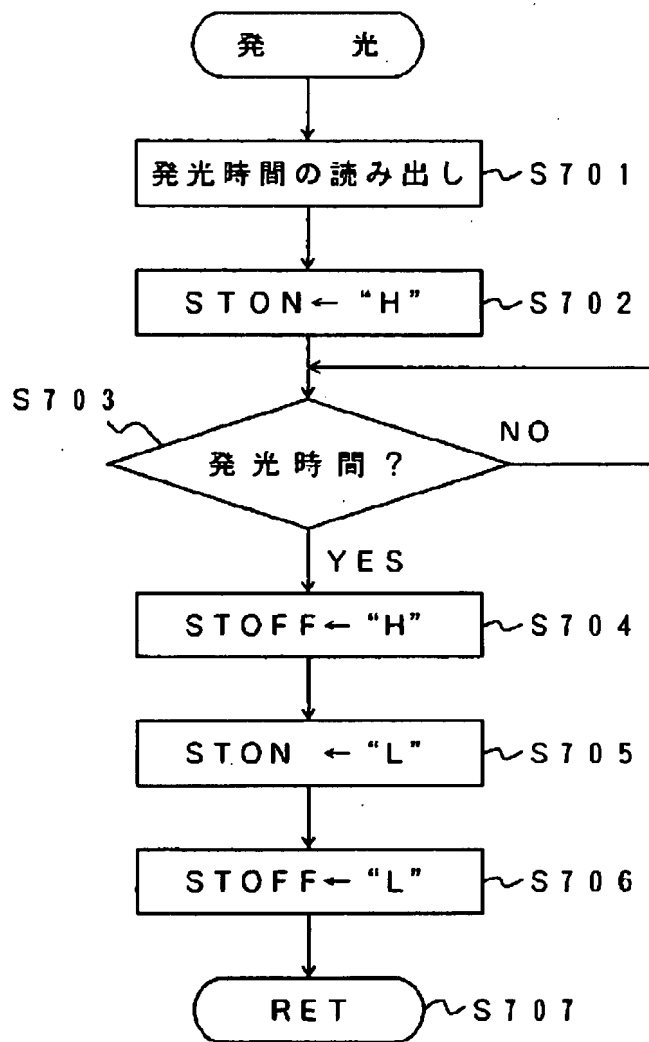 発 光
発光時間の読み出し S701
STON← “H” S702
S703
発光時間？ NO
YES
STOFF← “H” S704
STON ← “L” S705
STOFF← “L” S706
RET S707